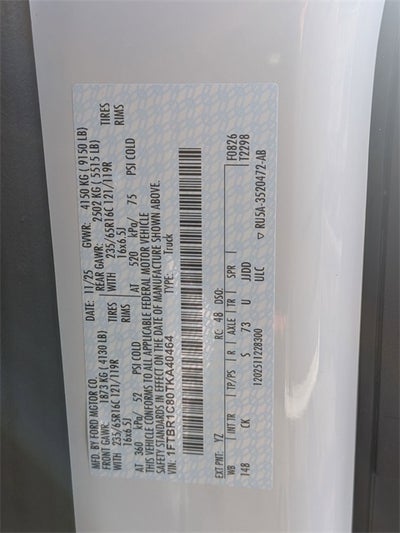 MFD. BY FORD MOTOR CO.
DATE: 11/25 GVWR: 4150 KG ( 9150 LB)
FRONT GAWR: 1873 KG ( 4130 LB) REAR GAWR: 2502 KG ( 5515 LB)
WITH 235/65R16C 121/119R TIRES WITH 235/65R16C 121/119R TIRES
16x6.5J RIMS 16x6.5J RIMS
AT 360 kPa/ 52 PSI COLD AT 520 kPa/ 75 PSI COLD
THIS VEHICLE CONFORMS TO ALL APPLICABLE FEDERAL MOTOR VEHICLE
SAFETY STANDARDS IN EFFECT ON THE DATE OF MANUFACTURE SHOWN ABOVE.
VIN: 1FTBR1C80TKA40464
TYPE: Truck
F0826
T2298
EXT PNT: YZ RC: 48 DSO:
WB INT TR TP/PS R AXLE TR SPR
148 CK S 73 U JJDD
1202511228300 ULC
▽ RU5A-3520472-AB